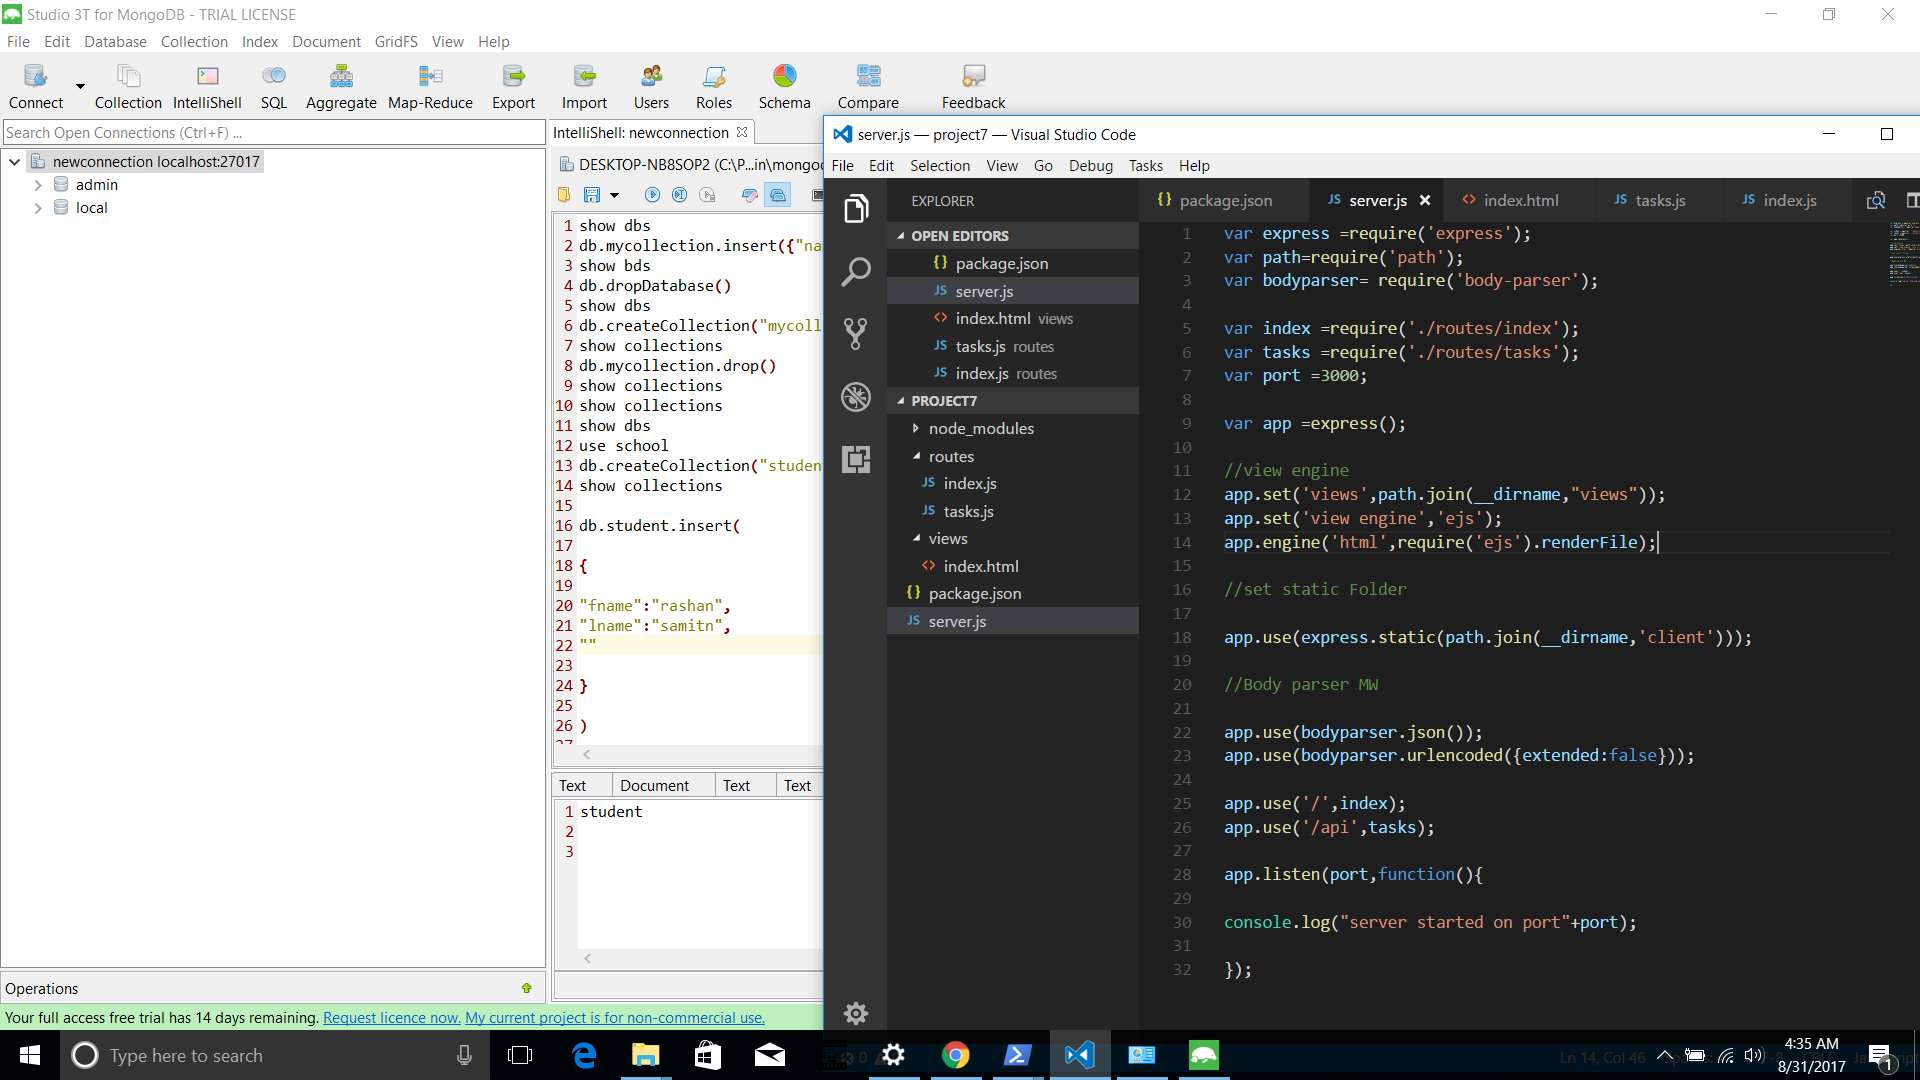 Studio 3T for MongoDB - TRIAL LICENSE
File Edit Database Collection Index Document GridFS View Help
Connect Collection IntelliShell SQL Aggregate Map-Reduce Export Import Users Roles Schema Compare Feedback
Search Open Connections (Ctrl+F) ...
newconnection localhost:27017
admin
local
Operations
Your full access free trial has 14 days remaining. Request licence now. My current project is for non-commercial use.
IntelliShell: newconnection
DESKTOP-NB8SOP2 (C:\P...in\mongo
1 show dbs
2 db.mycollection.insert({"na
3 show bds
4 db.dropDatabase()
5 show dbs
6 db.createCollection("mycoll
7 show collections
8 db.mycollection.drop()
9 show collections
10 show collections
11 show dbs
12 use school
13 db.createCollection("studen
14 show collections
15
16 db.student.insert(
17
18 {
19
20 "fname":"rashan",
21 "lname":"samitn",
22 ""
23
24 }
25
26 )
27
Text Document Text Text
1 student
2
3
server.js — project7 — Visual Studio Code
File Edit Selection View Go Debug Tasks Help
EXPLORER
OPEN EDITORS
{} package.json
JS server.js
<> index.html views
JS tasks.js routes
JS index.js routes
PROJECT7
node_modules
routes
JS index.js
JS tasks.js
views
<> index.html
{} package.json
JS server.js
{} package.json JS server.js <> index.html JS tasks.js JS index.js
1 var express =require('express');
2 var path=require('path');
3 var bodyparser= require('body-parser');
4
5 var index =require('./routes/index');
6 var tasks =require('./routes/tasks');
7 var port =3000;
8
9 var app =express();
10
11 //view engine
12 app.set('views',path.join(__dirname,"views"));
13 app.set('view engine','ejs');
14 app.engine('html',require('ejs').renderFile);
15
16 //set static Folder
17
18 app.use(express.static(path.join(__dirname,'client')));
19
20 //Body parser MW
21
22 app.use(bodyparser.json());
23 app.use(bodyparser.urlencoded({extended:false}));
24
25 app.use('/',index);
26 app.use('/api',tasks);
27
28 app.listen(port,function(){
29
30 console.log("server started on port"+port);
31
32 });
Type here to search
Ln 14, Col 46
4:35 AM
8/31/2017
1